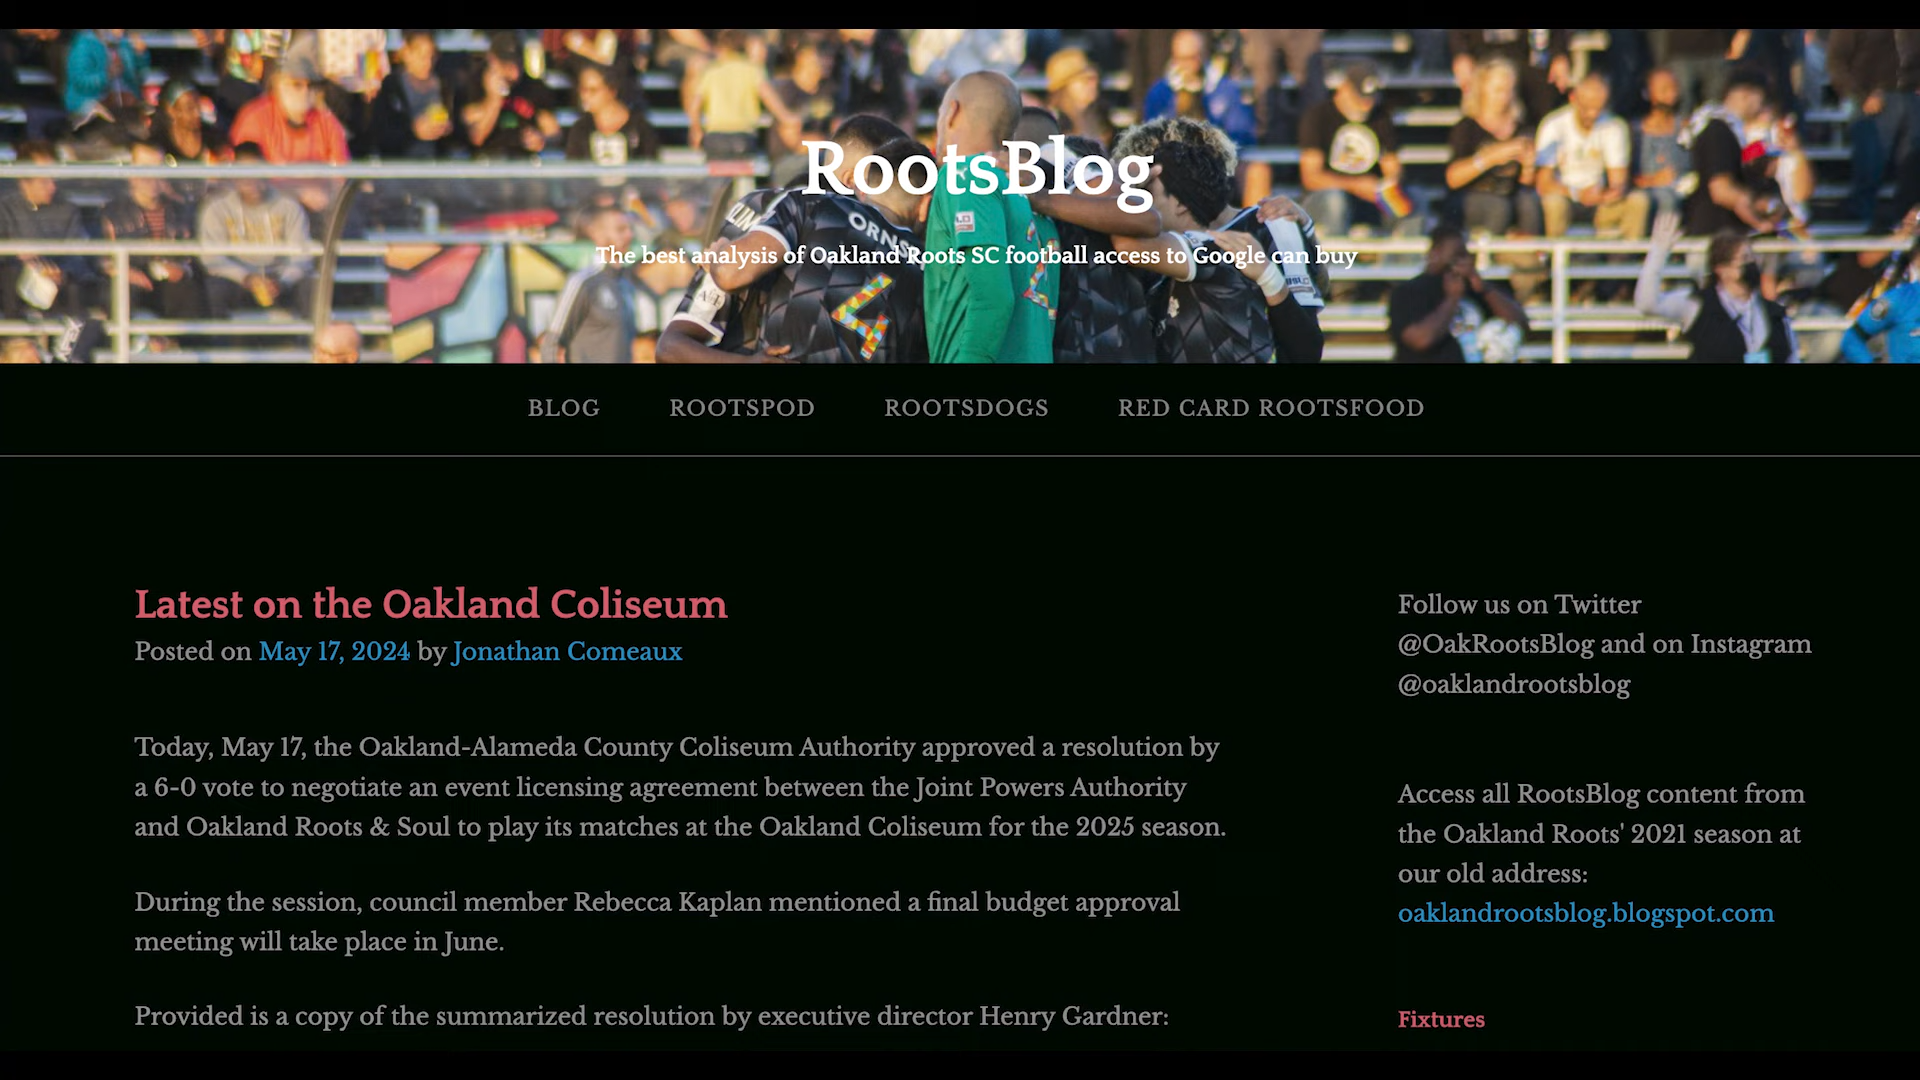 RootsBlog
The best analysis of Oakland Roots SC football access to Google can buy
BLOG ROOTSPOD ROOTSDOGS RED CARD ROOTSFOOD
Latest on the Oakland Coliseum
Posted on May 17, 2024 by Jonathan Comeaux
Today, May 17, the Oakland-Alameda County Coliseum Authority approved a resolution by
a 6-0 vote to negotiate an event licensing agreement between the Joint Powers Authority
and Oakland Roots & Soul to play its matches at the Oakland Coliseum for the 2025 season.
During the session, council member Rebecca Kaplan mentioned a final budget approval
meeting will take place in June.
Provided is a copy of the summarized resolution by executive director Henry Gardner:
Follow us on Twitter
@OakRootsBlog and on Instagram
@oaklandrootsblog
Access all RootsBlog content from
the Oakland Roots' 2021 season at
our old address:
oaklandrootsblog.blogspot.com
Fixtures